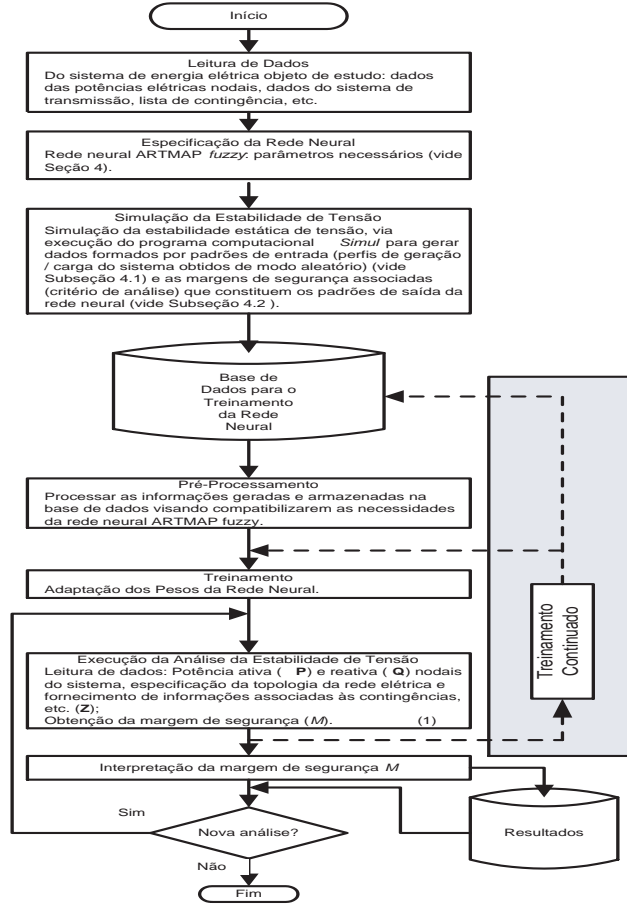 Início
Leitura de Dados
Do sistema de energia elétrica objeto de estudo: dados
das potências elétricas nodais, dados do sistema de
transmissão, lista de contingência, etc.
Especificação da Rede Neural
Rede neural ARTMAP fuzzy: parâmetros necessários (vide
Seção 4).
Simulação da Estabilidade de Tensão
Simulação da estabilidade estática de tensão, via
execução do programa computacional Simul para gerar
dados formados por padrões de entrada (perfis de geração
/ carga do sistema obtidos de modo aleatório) (vide
Subseção 4.1) e as margens de segurança associadas
(critério de análise) que constituem os padrões de saída da
rede neural (vide Subseção 4.2 ).
Base de
Dados para o
Treinamento
da Rede
Neural
Pré-Processamento
Processar as informações geradas e armazenadas na
base de dados visando compatibilizarem as necessidades
da rede neural ARTMAP fuzzy.
Treinamento
Adaptação dos Pesos da Rede Neural.
Treinamento
Continuado
Execução da Análise da Estabilidade de Tensão
Leitura de dados: Potência ativa ( P) e reativa ( Q) nodais
do sistema, especificação da topologia da rede elétrica e
fornecimento de informações associadas às contingências,
etc. (Z);
Obtenção da margem de segurança (M). (1)
Interpretação da margem de segurança M
Sim
Nova análise?
Resultados
Não
Fim